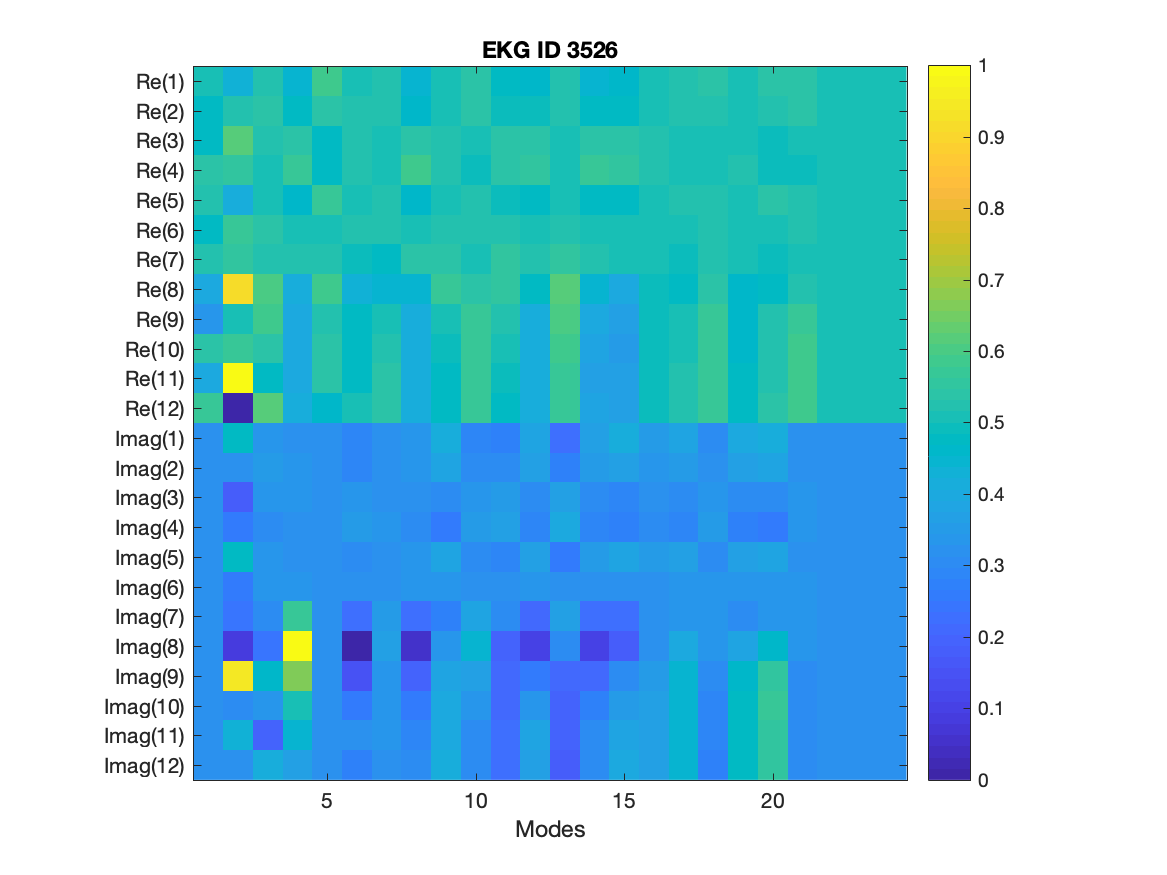 EKG ID 3526
Re(1)
Re(2)
Re(3)
Re(4)
Re(5)
Re(6)
Re(7)
Re(8)
Re(9)
Re(10)
Re(11)
Re(12)
Imag(1)
Imag(2)
Imag(3)
Imag(4)
Imag(5)
Imag(6)
Imag(7)
Imag(8)
Imag(9)
Imag(10)
Imag(11)
Imag(12)
5 10 15 20
Modes
1
0.9
0.8
0.7
0.6
0.5
0.4
0.3
0.2
0.1
0